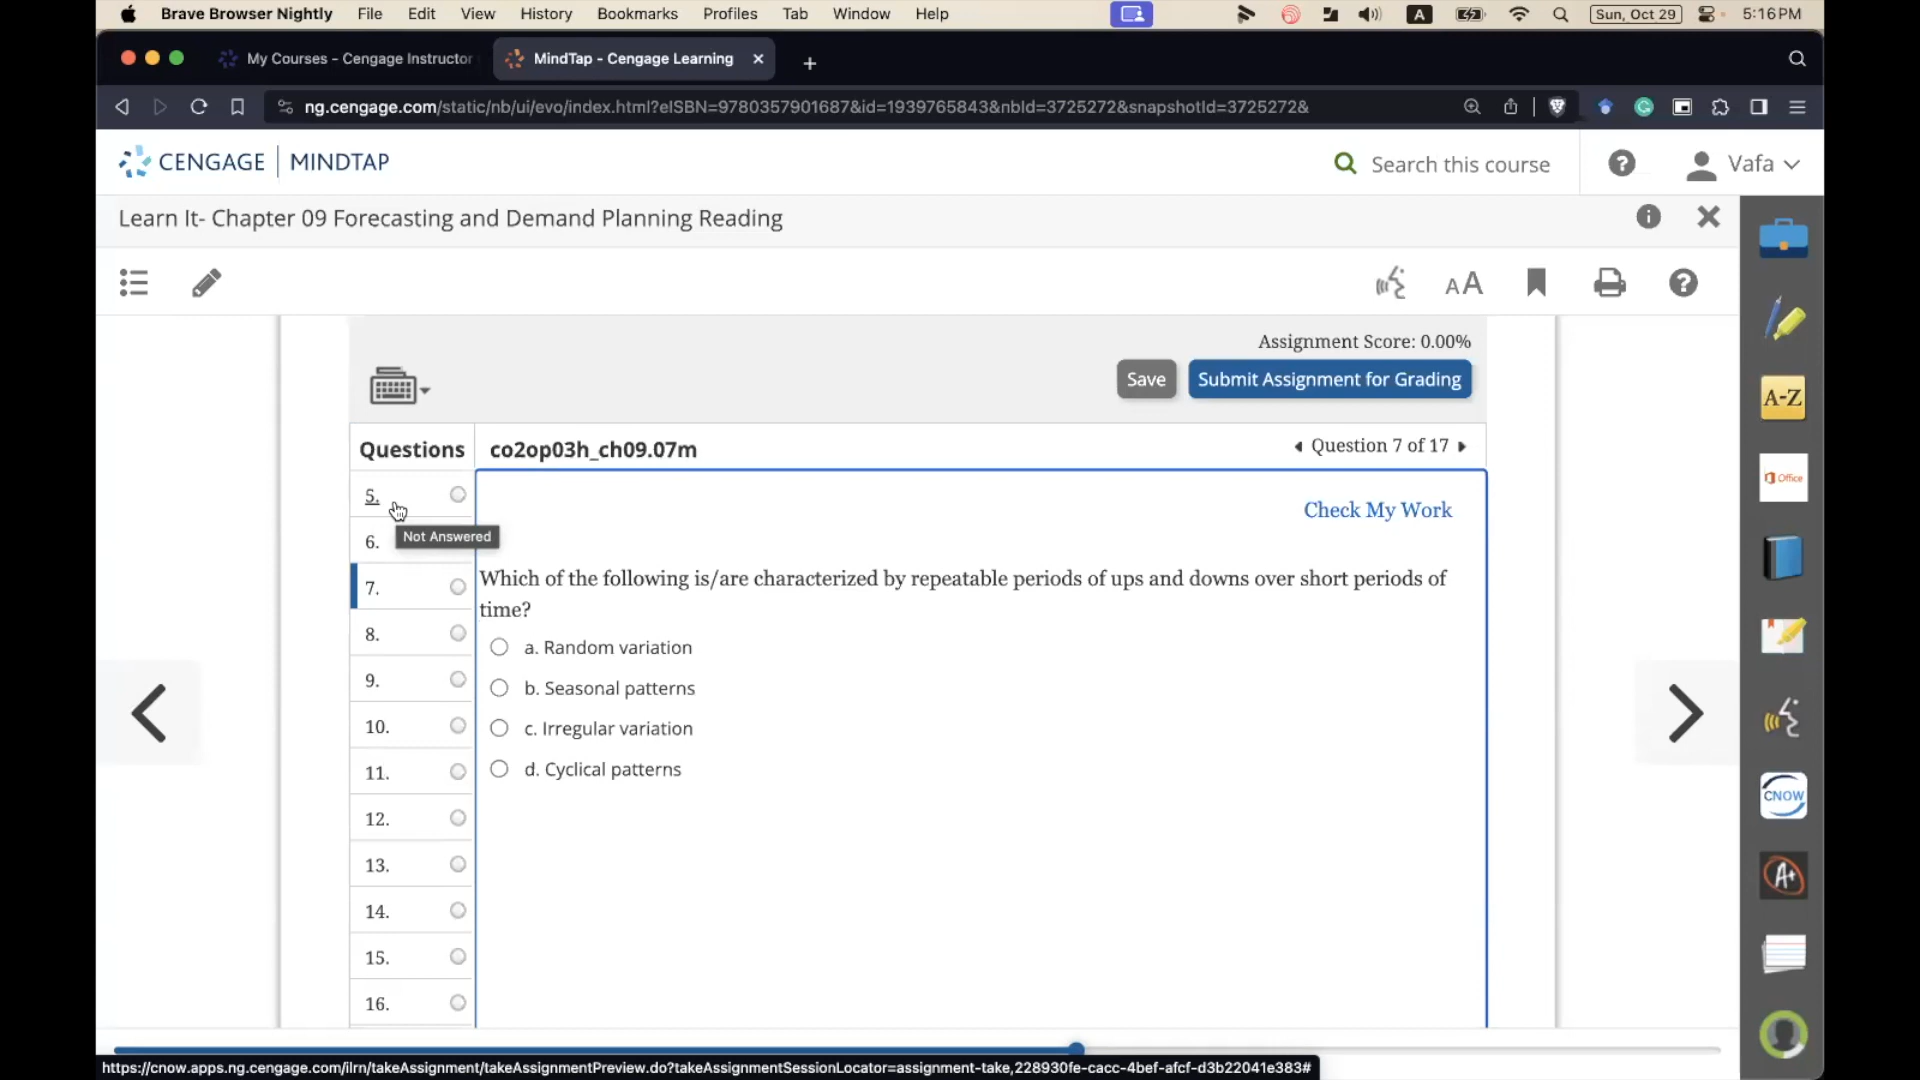 Brave Browser Nightly File Edit View History Bookmarks Profiles Tab Window Help A Sun, Oct 29 5:16 PM
My Courses - Cengage Instructor MindTap - Cengage Learning
ng.cengage.com/static/nb/ui/evo/index.html?eISBN=9780357901687&id=1939765843&nbId=3725272&snapshotId=3725272&
CENGAGE MINDTAP Search this course Vafa
Learn It- Chapter 09 Forecasting and Demand Planning Reading
AA
Assignment Score: 0.00%
Save Submit Assignment for Grading
A-Z
Office
Questions co2op03h_ch09.07m Question 7 of 17
5.
Check My Work
Not Answered
6.
7.
Which of the following is/are characterized by repeatable periods of ups and downs over short periods of
time?
8.
a. Random variation
9.
b. Seasonal patterns
10.
c. Irregular variation
11.
d. Cyclical patterns
CNOW
12.
13.
A+
14.
15.
16.
https://cnow.apps.ng.cengage.com/ilrn/takeAssignment/takeAssignmentPreview.do?takeAssignmentSessionLocator=assignment-take,228930fe-cacc-4bef-afcf-d3b22041e383#